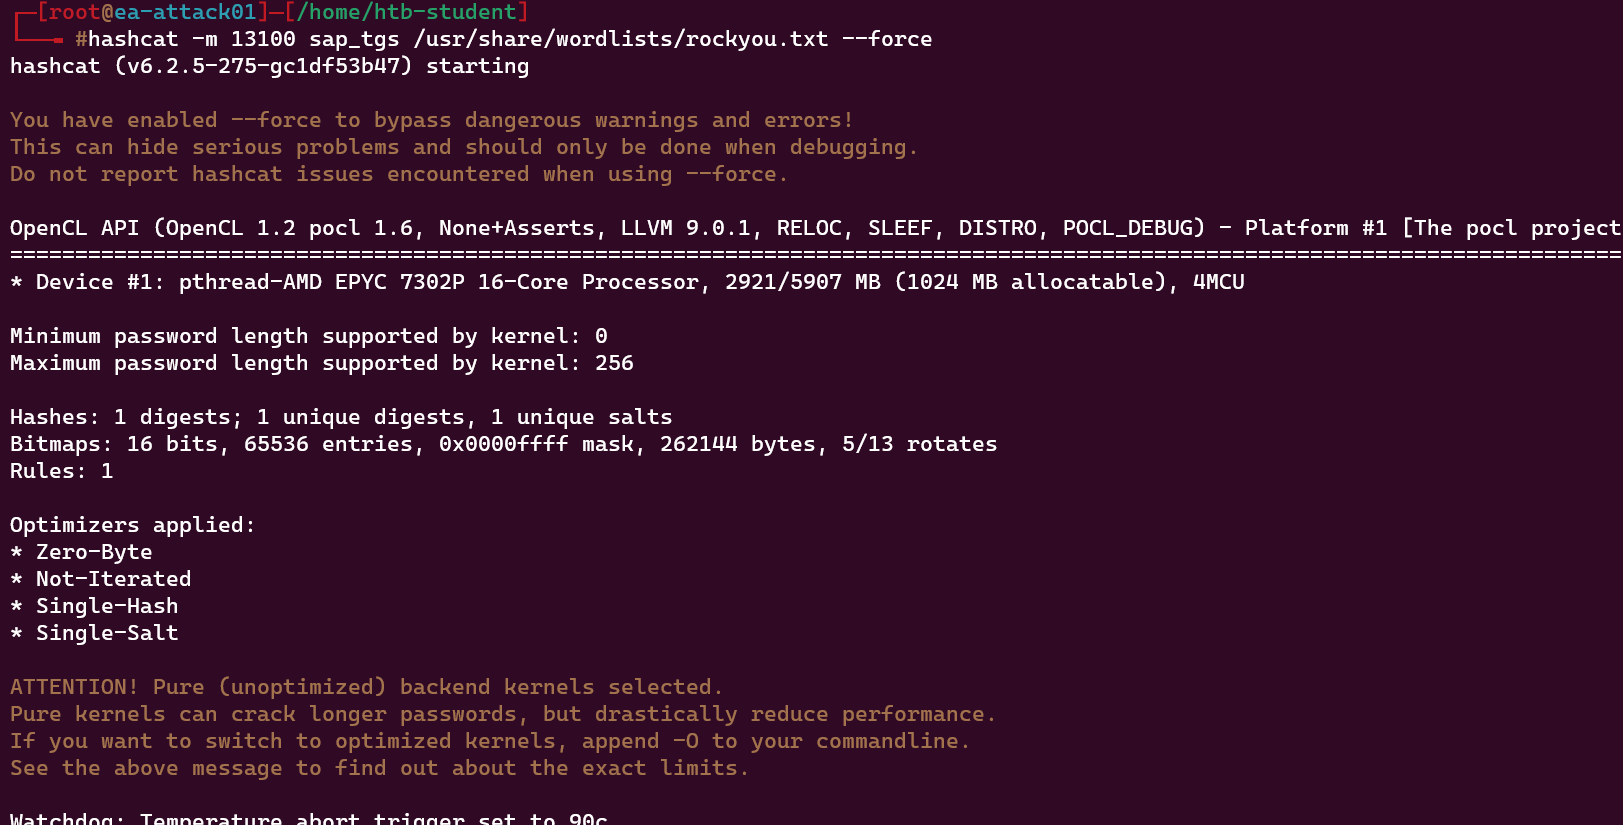 ┌─[root@ea-attack01]─[/home/htb-student]
└──╼ #hashcat -m 13100 sap_tgs /usr/share/wordlists/rockyou.txt --force
hashcat (v6.2.5-275-gc1df53b47) starting
You have enabled --force to bypass dangerous warnings and errors!
This can hide serious problems and should only be done when debugging.
Do not report hashcat issues encountered when using --force.
OpenCL API (OpenCL 1.2 pocl 1.6, None+Asserts, LLVM 9.0.1, RELOC, SLEEF, DISTRO, POCL_DEBUG) - Platform #1 [The pocl project
============================================================================================================================
* Device #1: pthread-AMD EPYC 7302P 16-Core Processor, 2921/5907 MB (1024 MB allocatable), 4MCU
Minimum password length supported by kernel: 0
Maximum password length supported by kernel: 256
Hashes: 1 digests; 1 unique digests, 1 unique salts
Bitmaps: 16 bits, 65536 entries, 0x0000ffff mask, 262144 bytes, 5/13 rotates
Rules: 1
Optimizers applied:
* Zero-Byte
* Not-Iterated
* Single-Hash
* Single-Salt
ATTENTION! Pure (unoptimized) backend kernels selected.
Pure kernels can crack longer passwords, but drastically reduce performance.
If you want to switch to optimized kernels, append -O to your commandline.
See the above message to find out about the exact limits.
Watchdog: Temperature abort trigger set to 90c